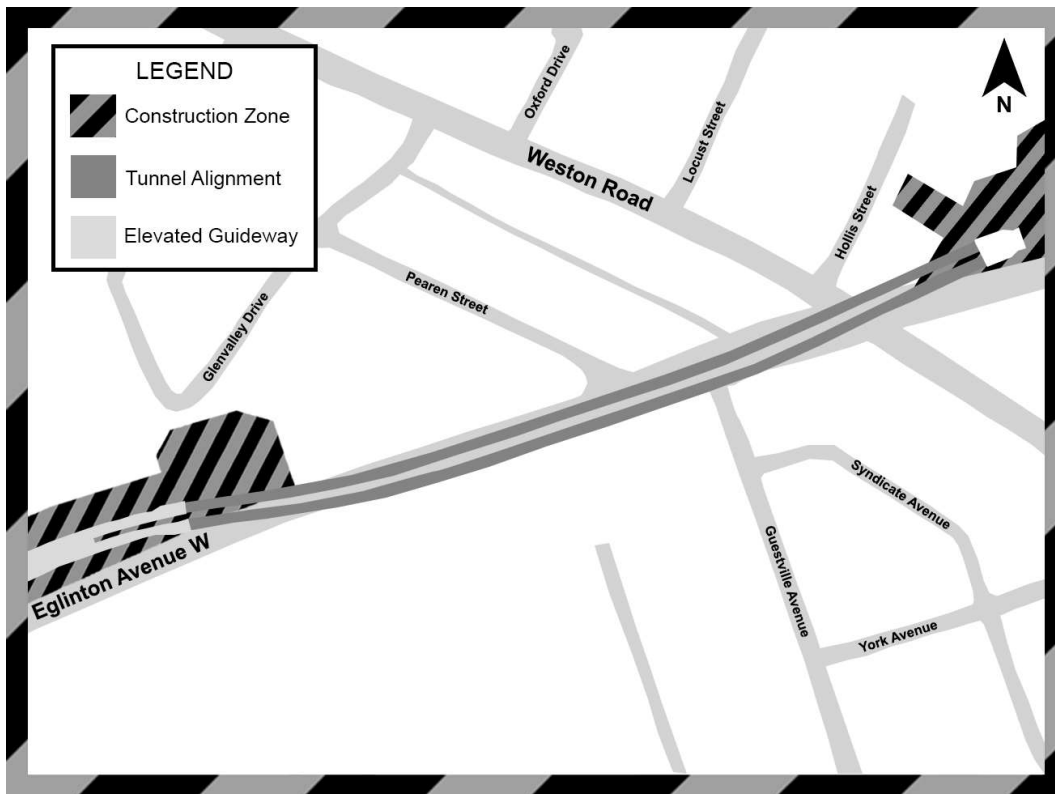 LEGEND
Construction Zone
Tunnel Alignment
Elevated Guideway
N
Oxford Drive
Locust Street
Weston Road
Hollis Street
Pearen Street
Glenvalley Drive
Eglinton Avenue W
Syndicate Avenue
Guestville Avenue
York Avenue